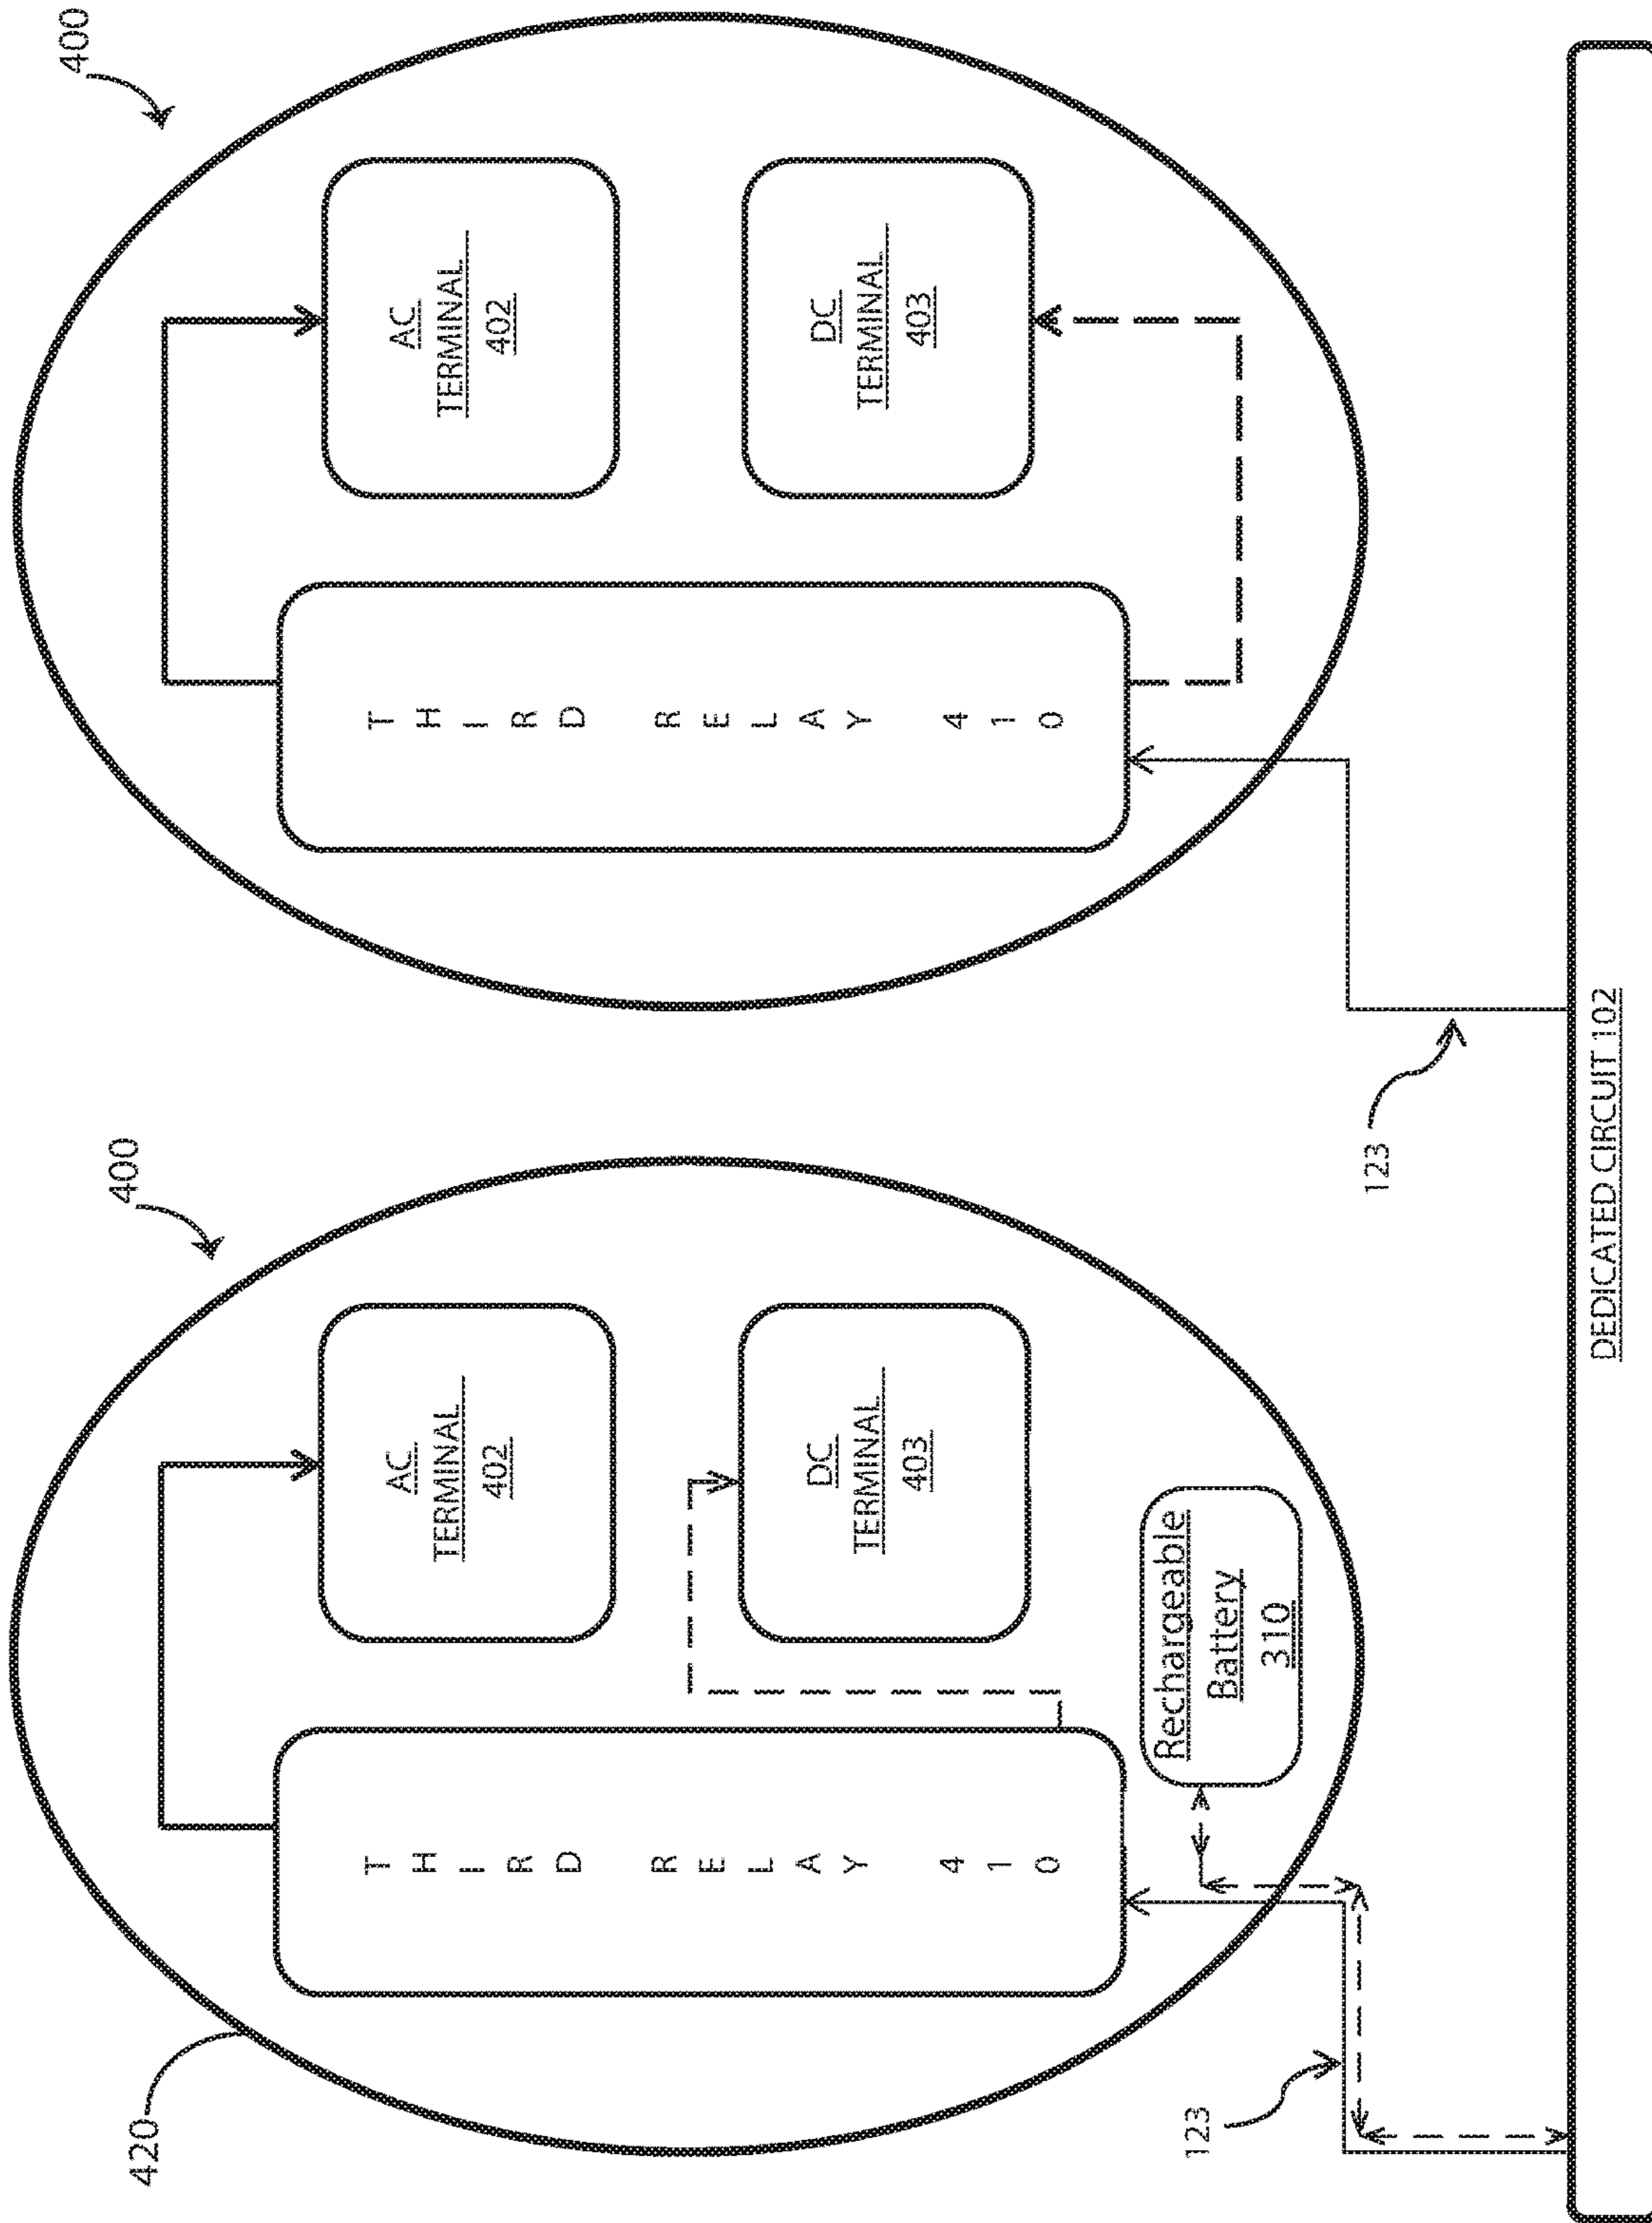 400
400
420
AC
TERMINAL
402
DC
TERMINAL
403
THIRD RELAY 410
Rechargeable
Battery
310
123
AC
TERMINAL
402
DC
TERMINAL
403
THIRD RELAY 410
123
DEDICATED CIRCUIT 102